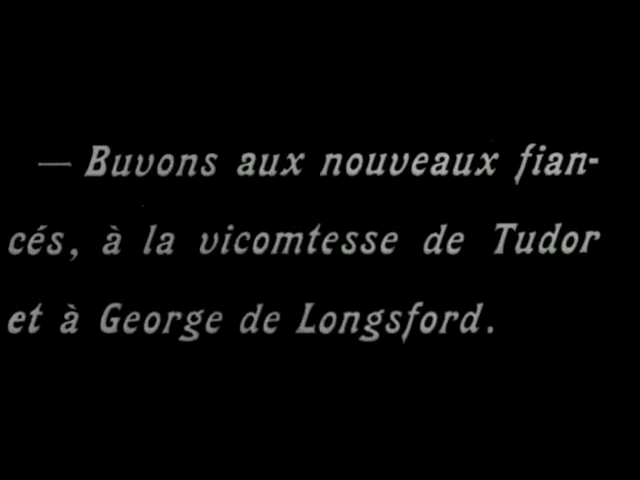 — Buvons aux nouveaux fian-
cés, à la vicomtesse de Tudor
et à George de Longsford.